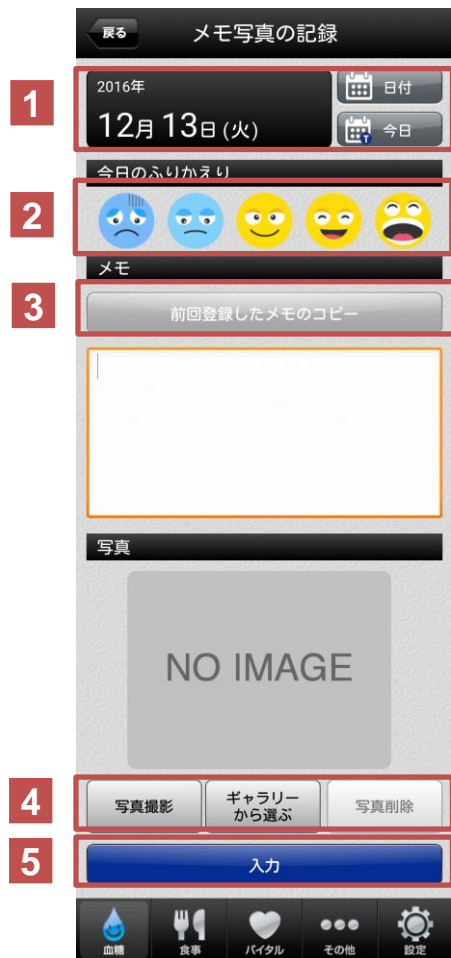 戻る
メモ写真の記録
1
2016年
日付
12月 13日 (火)
今日
今日のふりかえり
2
メモ
3
前回登録したメモのコピー
写真
NO IMAGE
4
写真撮影
ギャラリー
から選ぶ
写真削除
5
入力
血糖
食事
バイタル
その他
設定